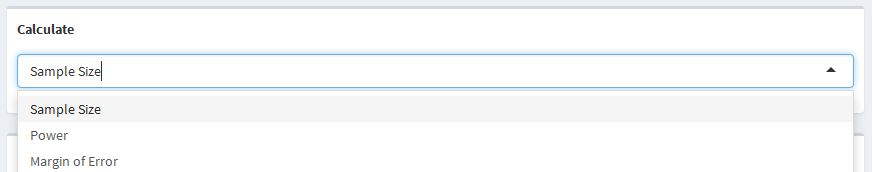 Calculate
Sample Size
Sample Size
Power
Margin of Error